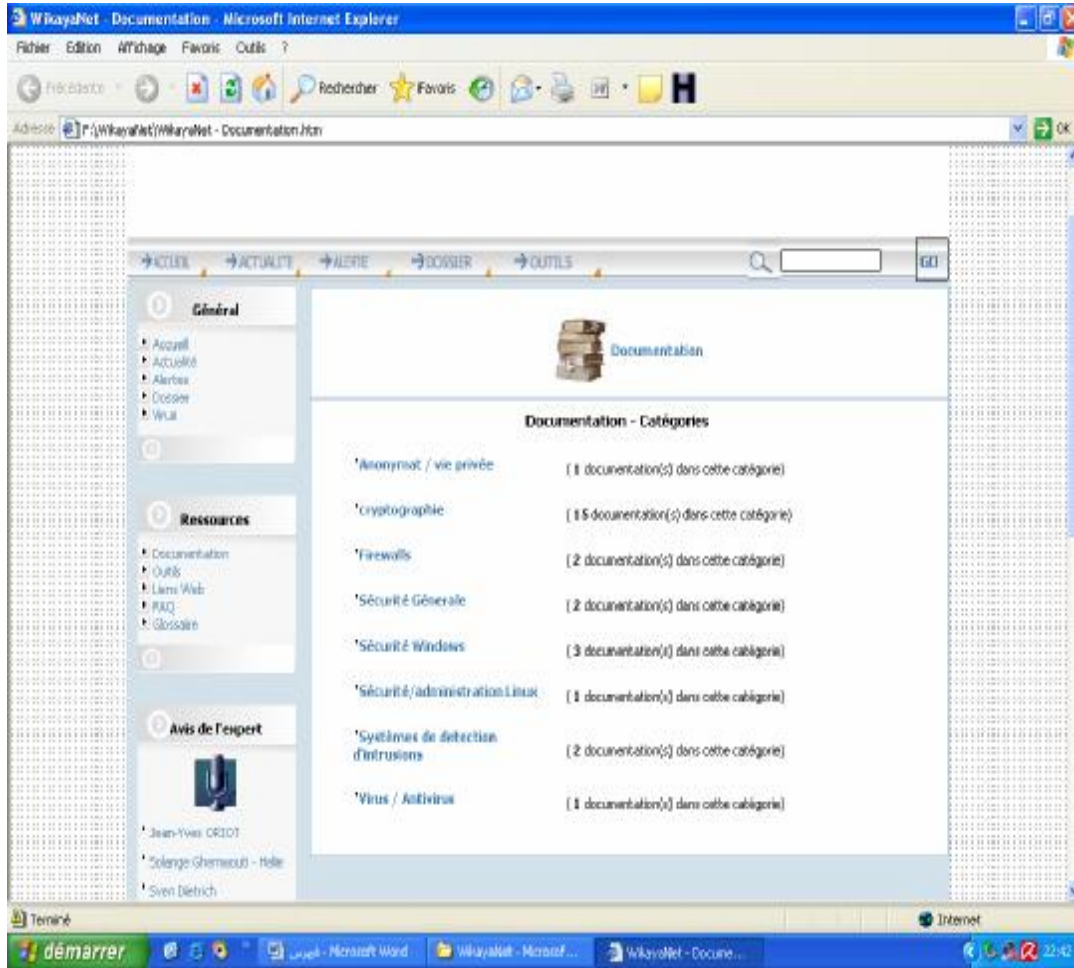 WikayaNet - Documentation - Microsoft Internet Explorer
Fichier Edition Affichage Favoris Outils ?
Précédente Rechercher Favoris
Adresse F:\WikayaNet\WikayaNet - Documentation.htm OK
ACCUEIL ACTUALITE ALERTE DOSSIER OUTILS GO
Général
Accueil
Actualité
Alertes
Dossier
Documentation
Documentation - Catégories
Anonymat / vie privée ( 1 documentation(s) dans cette catégorie)
cryptographie ( 15 documentation(s) dans cette catégorie)
Firewalls ( 2 documentation(s) dans cette catégorie)
Sécurité Génerale ( 2 documentation(s) dans cette catégorie)
Sécurité Windows ( 3 documentation(s) dans cette catégorie)
Sécurité/administration Linux ( 1 documentation(s) dans cette catégorie)
Systèmes de detection
d'intrusions ( 2 documentation(s) dans cette catégorie)
Virus / Antivirus ( 1 documentation(s) dans cette catégorie)
Ressources
Documentation
Outils
Liens Web
FAQ
Glossaire
Avis de l'expert
Jean-Yves ORIOT
Solange Ghernaouti - Helie
Sven Dietrich
Terminé Internet
démarrer فهرس - Microsoft Word WikayaNet - Microsof... WikayaNet - Docume... 22:42